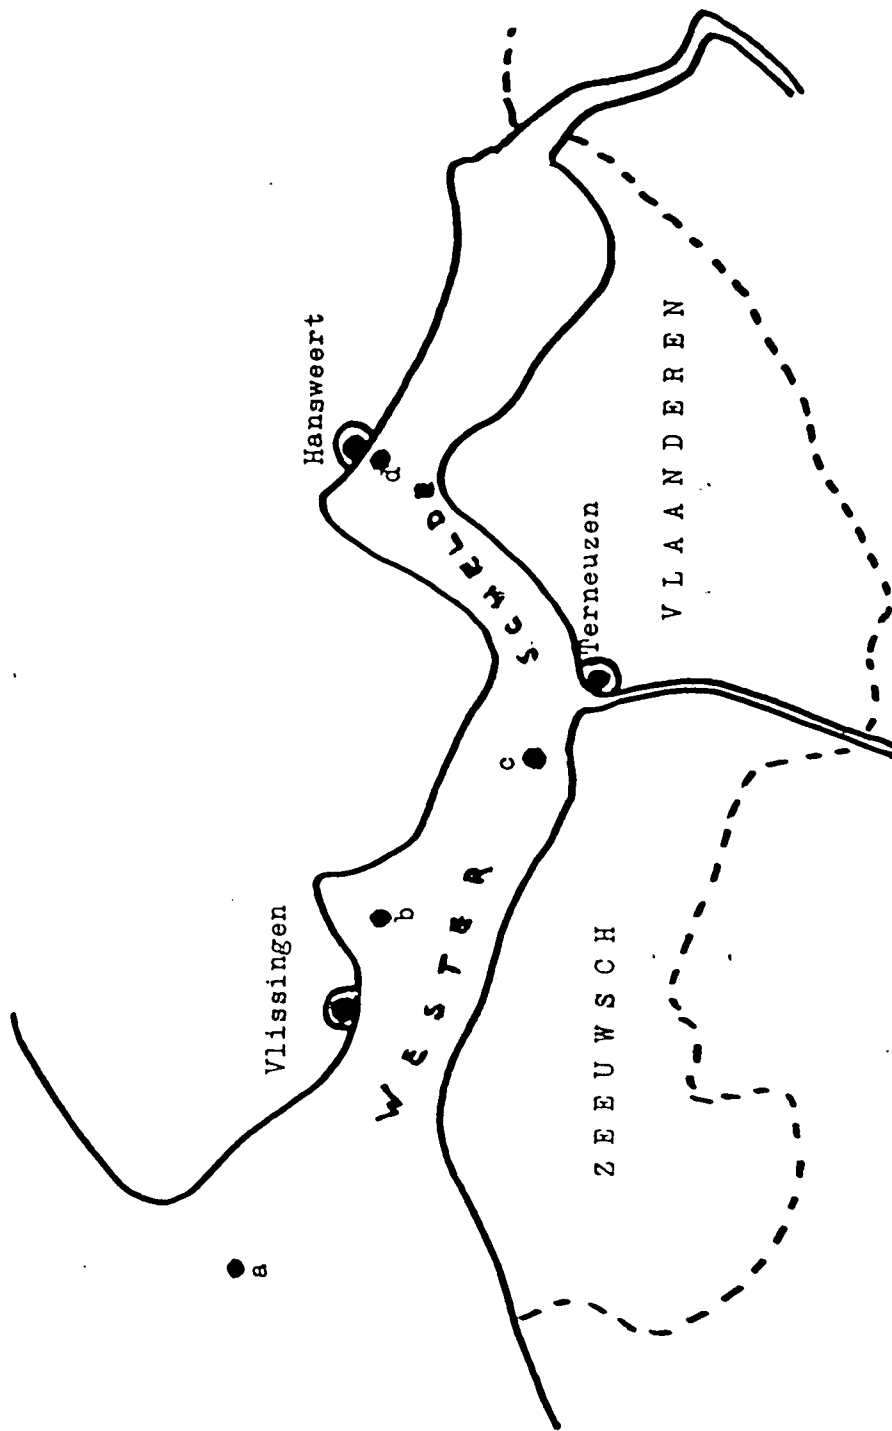 Hansweert
Vlissingen
a
b
c
d
WESTER SCHELDE
Terneuzen
ZEEUWSCH VLAANDEREN